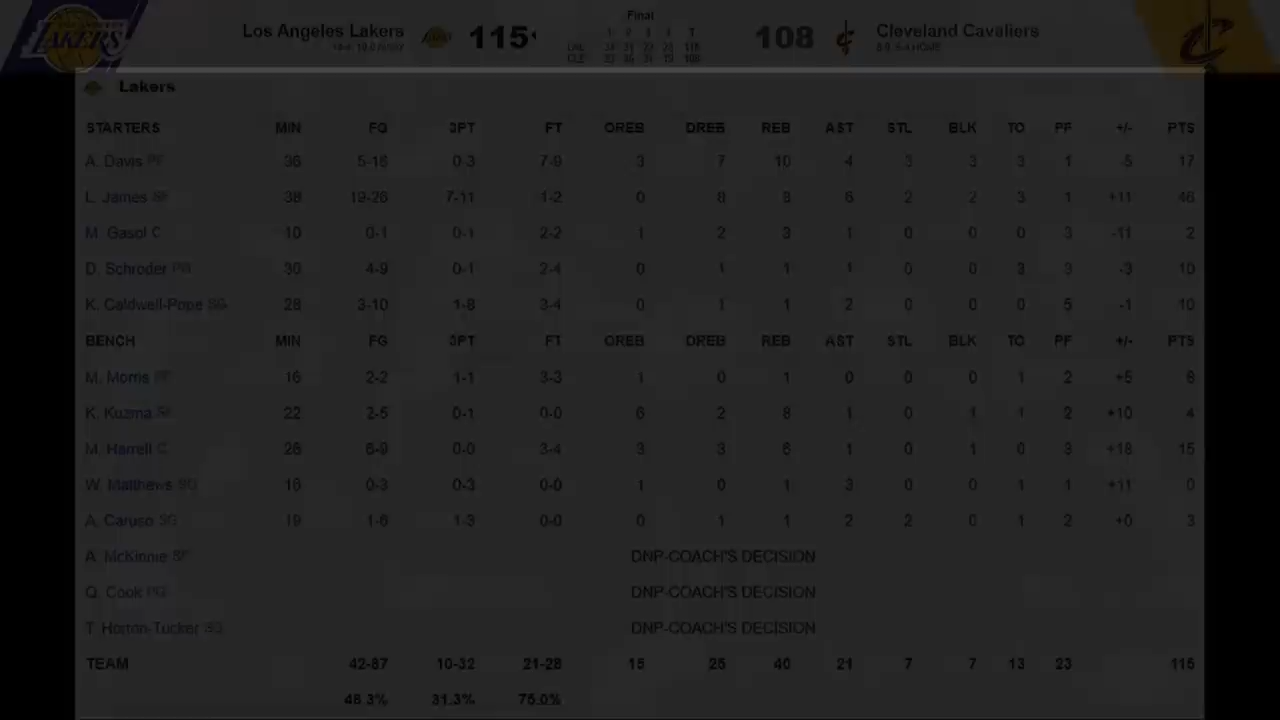 LAKERS
Final
Los Angeles Lakers 115 108 Cleveland Cavaliers
1 2 3 4 T
LAL 115
CLE 108
Lakers
STARTERS MIN FG 3PT FT OREB DREB REB AST STL BLK TO PF +/- PTS
A. Davis PF 36 5-16 0-3 7-9 3 7 10 4 3 3 3 1 -5 17
L. James SF 38 19-26 7-11 1-2 0 8 8 6 2 2 3 1 +11 46
M. Gasol C 10 0-1 0-1 2-2 1 2 3 1 0 0 0 3 -11 2
D. Schroder PG 30 4-9 0-1 2-4 0 1 1 1 0 0 3 3 -3 10
K. Caldwell-Pope SG 28 3-10 1-8 3-4 0 1 1 2 0 0 0 5 -1 10
BENCH MIN FG 3PT FT OREB DREB REB AST STL BLK TO PF +/- PTS
M. Morris PF 16 2-2 1-1 3-3 1 0 1 0 0 0 1 2 +5 8
K. Kuzma SF 22 2-5 0-1 0-0 6 2 8 1 0 1 1 2 +10 4
M. Harrell C 26 6-9 0-0 3-4 3 3 6 1 0 1 0 3 +18 15
W. Matthews SG 16 0-3 0-3 0-0 1 0 1 3 0 0 1 1 +11 0
A. Caruso SG 19 1-6 1-3 0-0 0 1 1 2 2 0 1 2 +0 3
A. McKinnie SF DNP-COACH'S DECISION
Q. Cook PG DNP-COACH'S DECISION
T. Horton-Tucker SG DNP-COACH'S DECISION
TEAM 42-87 10-32 21-28 15 25 40 21 7 7 13 23 115
48.3% 31.3% 75.0%